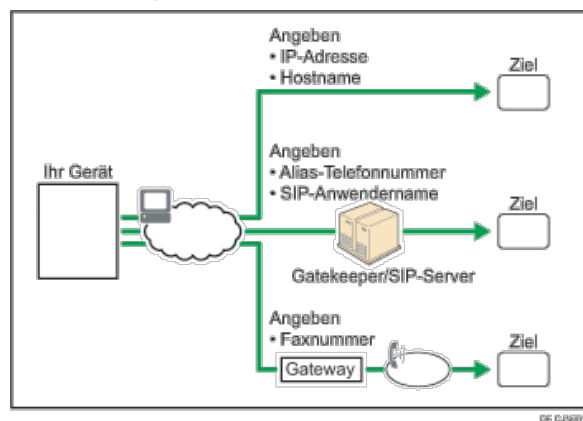 Angeben
• IP-Adresse
• Hostname
Ziel
Ihr Gerät
Angeben
• Alias-Telefonnummer
• SIP-Anwendername
Ziel
Gatekeeper/SIP-Server
Angeben
• Faxnummer
Gateway
Ziel